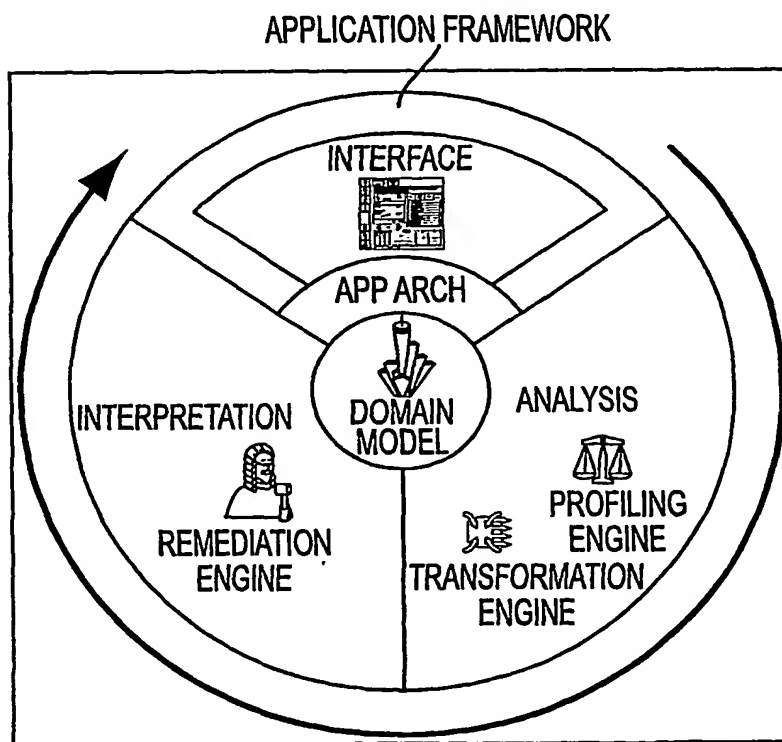 APPLICATION FRAMEWORK
INTERFACE
APP ARCH
DOMAIN
MODEL
INTERPRETATION
REMEDIATION
ENGINE
ANALYSIS
PROFILING
ENGINE
TRANSFORMATION
ENGINE